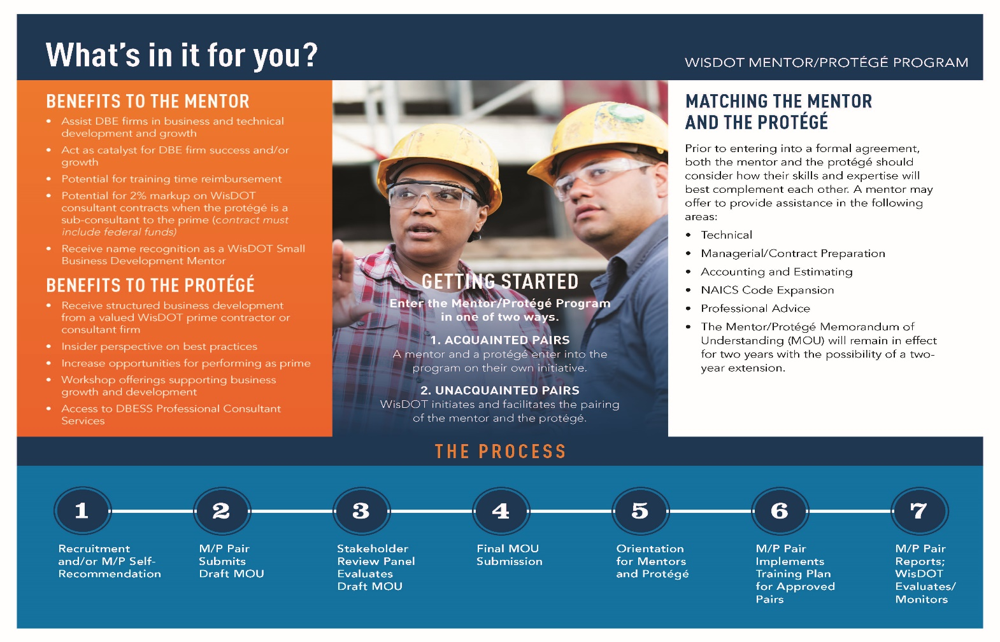 What's in it for you?
WISDOT MENTOR/PROTÉGÉ PROGRAM
BENEFITS TO THE MENTOR
• Assist DBE firms in business and technical
development and growth
• Act as catalyst for DBE firm success and/or
growth
• Potential for training time reimbursement
• Potential for 2% markup on WisDOT
consultant contracts when the protégé is a
sub-consultant to the prime (contract must
include federal funds)
• Receive name recognition as a WisDOT Small
Business Development Mentor
BENEFITS TO THE PROTÉGÉ
• Receive structured business development
from a valued WisDOT prime contractor or
consultant firm
• Insider perspective on best practices
• Increase opportunities for performing as prime
• Workshop offerings supporting business
growth and development
• Access to DBESS Professional Consultant
Services
GETTING STARTED
Enter the Mentor/Protégé Program
in one of two ways.
1. ACQUAINTED PAIRS
A mentor and a protégé enter into the
program on their own initiative.
2. UNACQUAINTED PAIRS
WisDOT initiates and facilitates the pairing
of the mentor and the protégé.
MATCHING THE MENTOR
AND THE PROTÉGÉ
Prior to entering into a formal agreement,
both the mentor and the protégé should
consider how their skills and expertise will
best complement each other. A mentor may
offer to provide assistance in the following
areas:
• Technical
• Managerial/Contract Preparation
• Accounting and Estimating
• NAICS Code Expansion
• Professional Advice
• The Mentor/Protégé Memorandum of
Understanding (MOU) will remain in effect
for two years with the possibility of a two-
year extension.
THE PROCESS
1
Recruitment
and/or M/P Self-
Recommendation
2
M/P Pair
Submits
Draft MOU
3
Stakeholder
Review Panel
Evaluates
Draft MOU
4
Final MOU
Submission
5
Orientation
for Mentors
and Protégé
6
M/P Pair
Implements
Training Plan
for Approved
Pairs
7
M/P Pair
Reports;
WisDOT
Evaluates/
Monitors